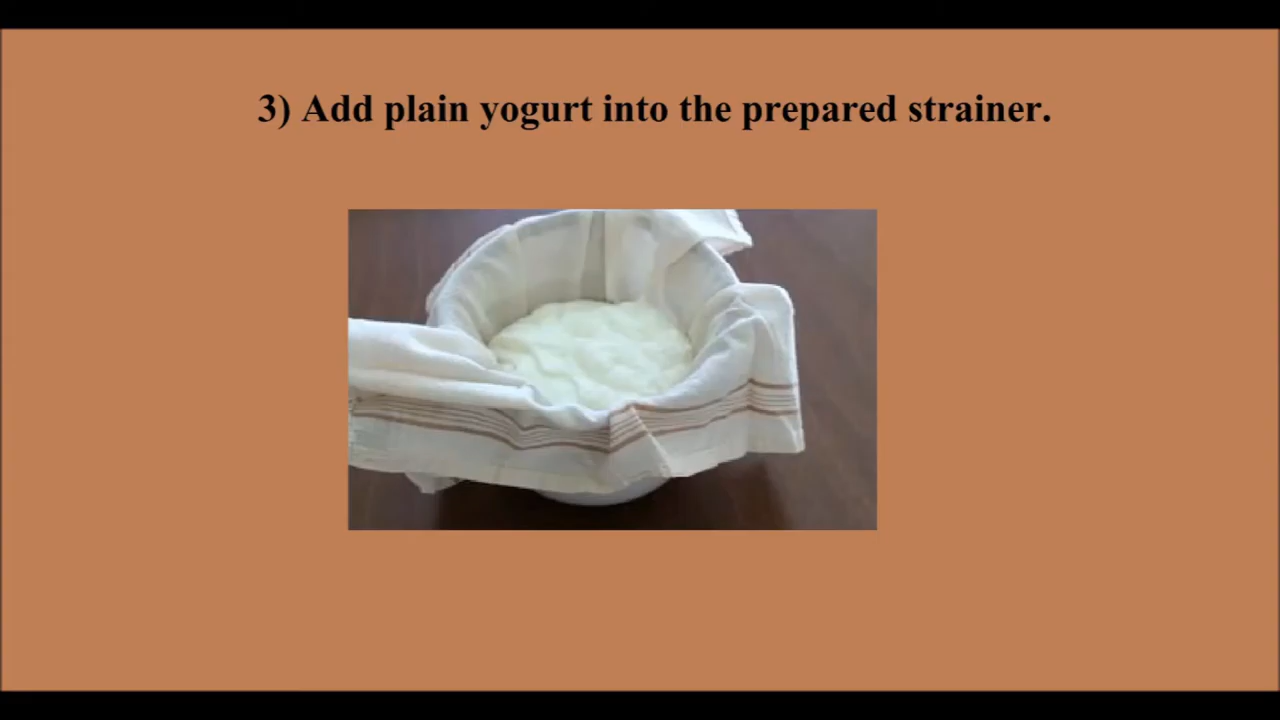 3) Add plain yogurt into the prepared strainer.